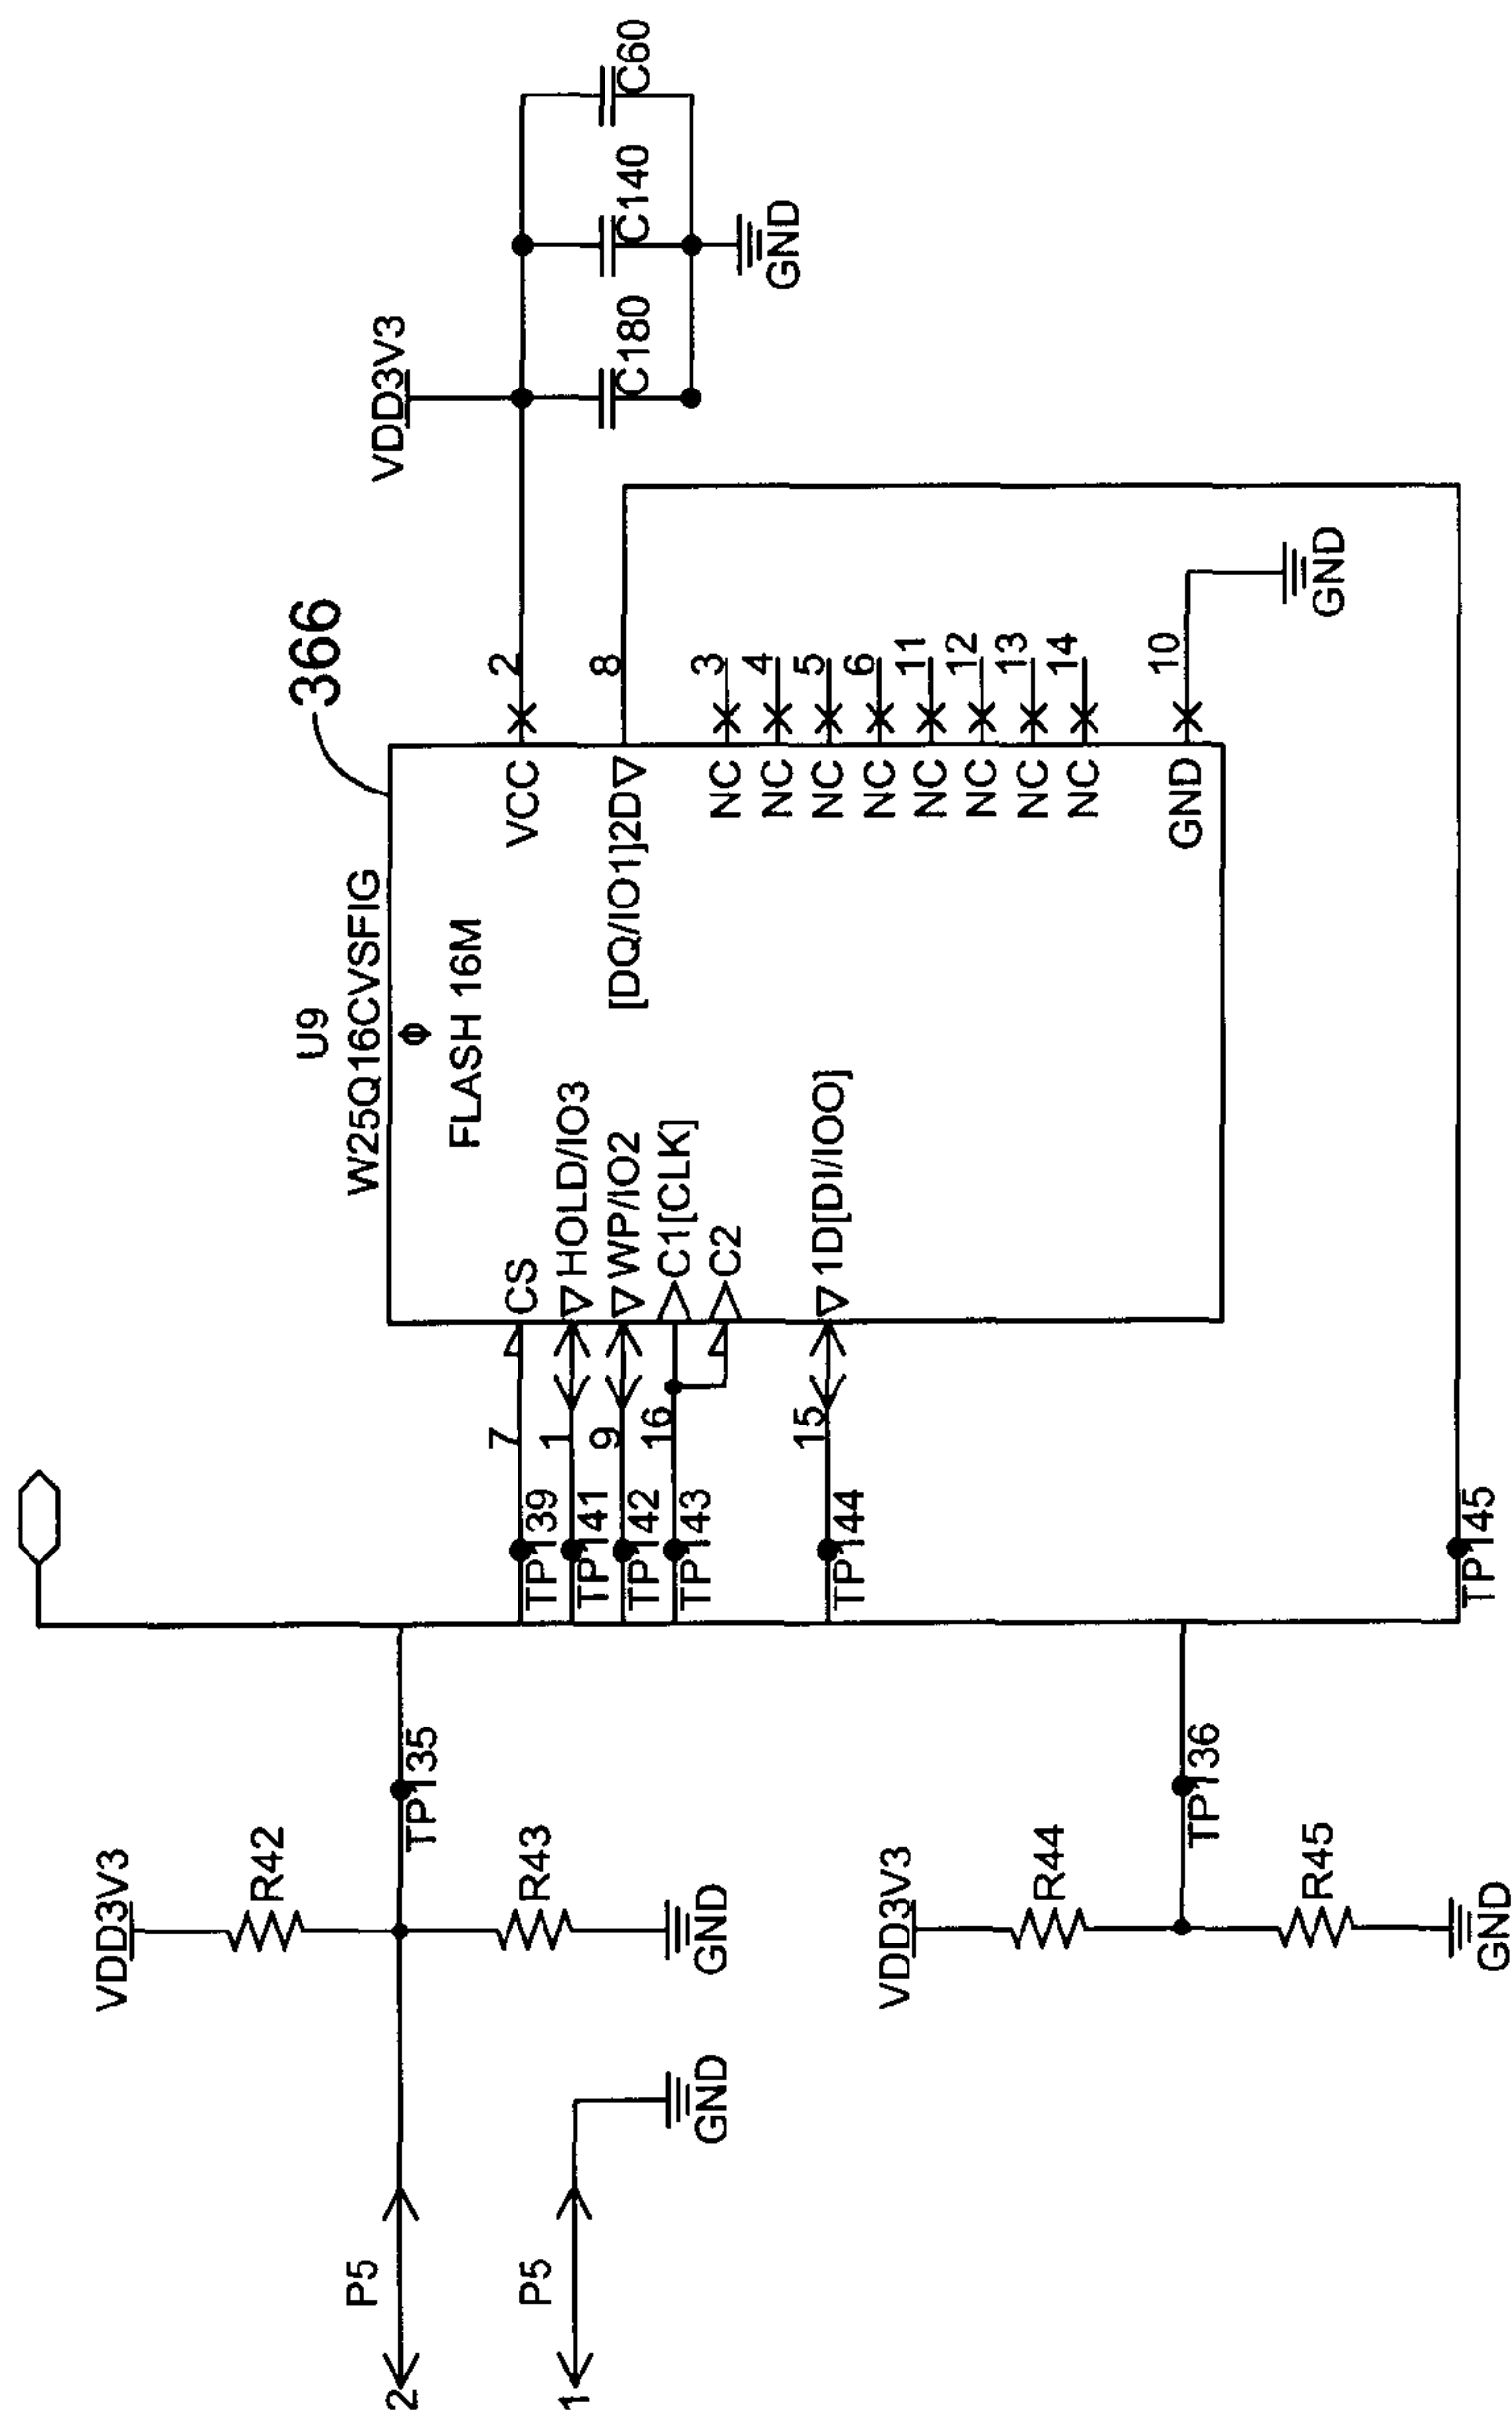 366
U9
W25Q16CVSFIG
Φ
FLASH 16M
VDD3V3
R42
TP135
P5
2
R43
GND
P5
1
GND
VDD3V3
R44
TP136
R45
GND
7
CS
TP139
1
HOLD/IO3
TP141
9
WP/IO2
TP142
16
C1[CLK]
TP143
C2
15
1D[DI/IOO]
TP144
TP145
VCC
2
[DQ/IO1]2D
8
NC 3
NC 4
NC 5
NC 6
NC 11
NC 12
NC 13
NC 14
GND 10
GND
VDD3V3
C180
C140
C60
GND